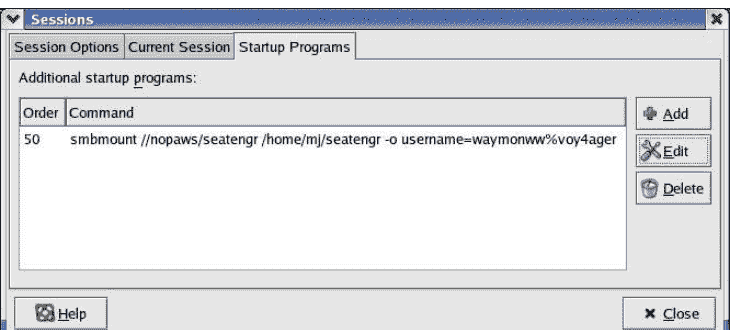 Sessions
Session Options Current Session Startup Programs
Additional startup programs:
Order Command
50 smbmount //nopaws/seatengr /home/mj/seatengr -o username=waymonww%voy4ager
Add
Edit
Delete
Help
Close